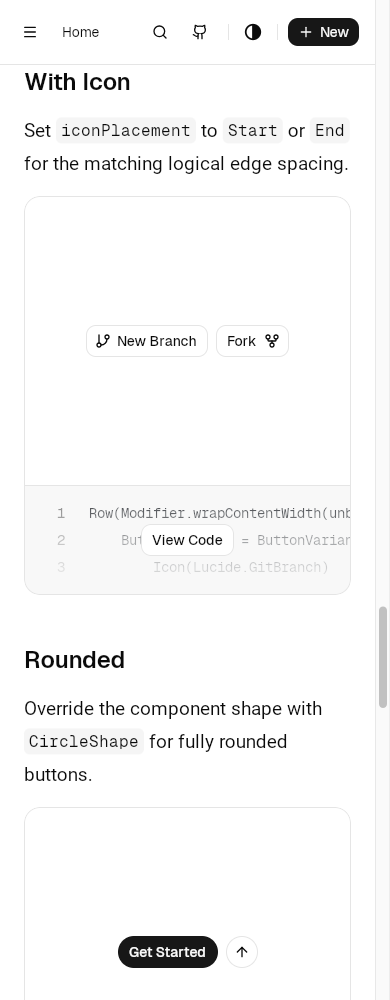 Home
New
With Icon
Set iconPlacement to Start or End
for the matching logical edge spacing.
New Branch
Fork
1 Row(Modifier.wrapContentWidth(unb
2 But = ButtonVarian
View Code
3 Icon(Lucide.GitBranch)
Rounded
Override the component shape with
CircleShape for fully rounded
buttons.
Get Started